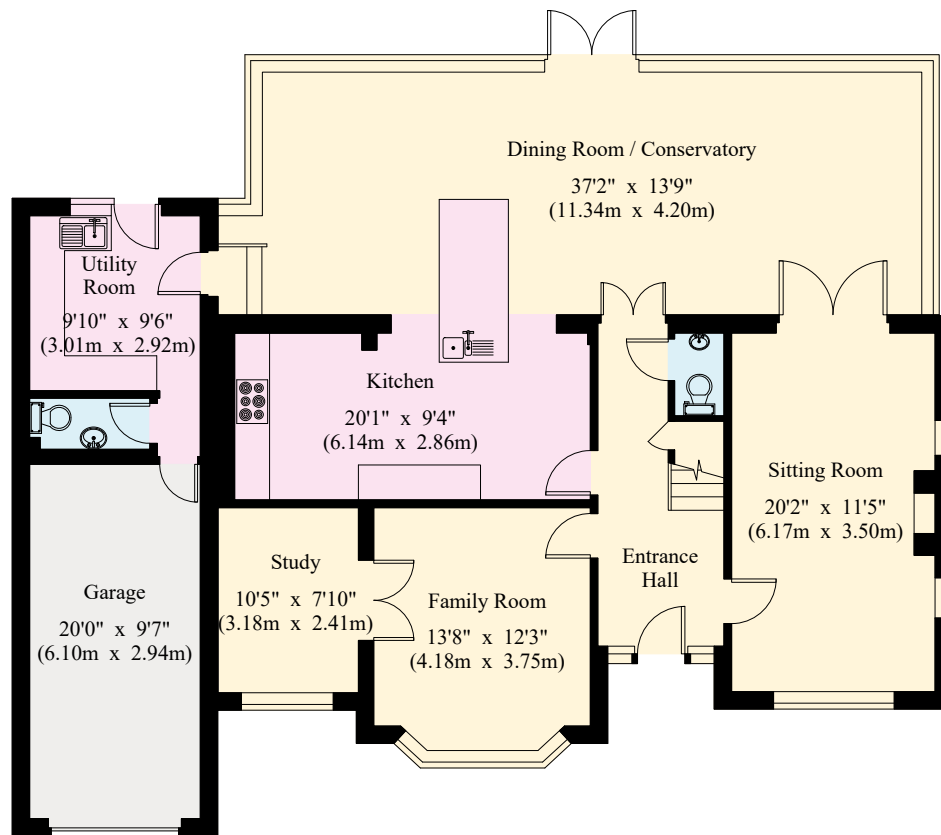 Dining Room / Conservatory
37'2" x 13'9"
(11.34m x 4.20m)
Utility
Room
9'10" x 9'6"
(3.01m x 2.92m)
Kitchen
20'1" x 9'4"
(6.14m x 2.86m)
Sitting Room
20'2" x 11'5"
(6.17m x 3.50m)
Entrance
Hall
Study
10'5" x 7'10"
(3.18m x 2.41m)
Family Room
13'8" x 12'3"
(4.18m x 3.75m)
Garage
20'0" x 9'7"
(6.10m x 2.94m)